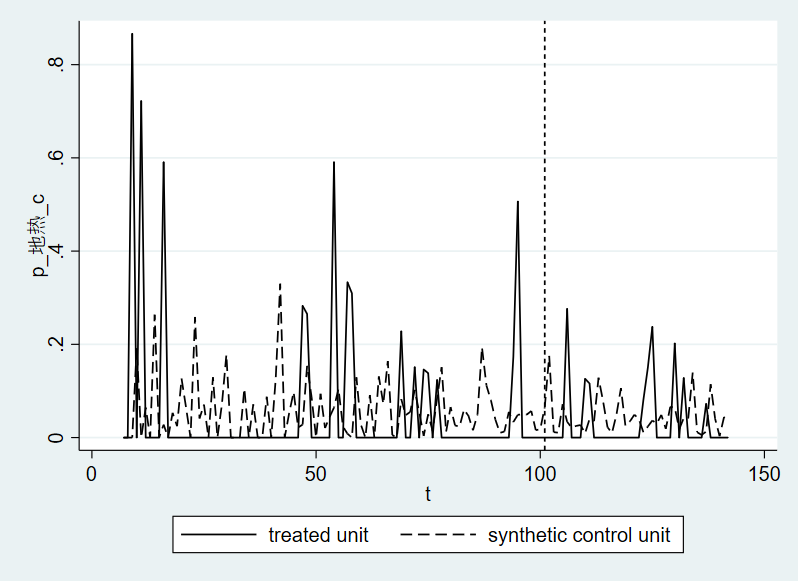 p_地热_c
.8
.6
.4
.2
0
0
50
100
150
t
treated unit
synthetic control unit